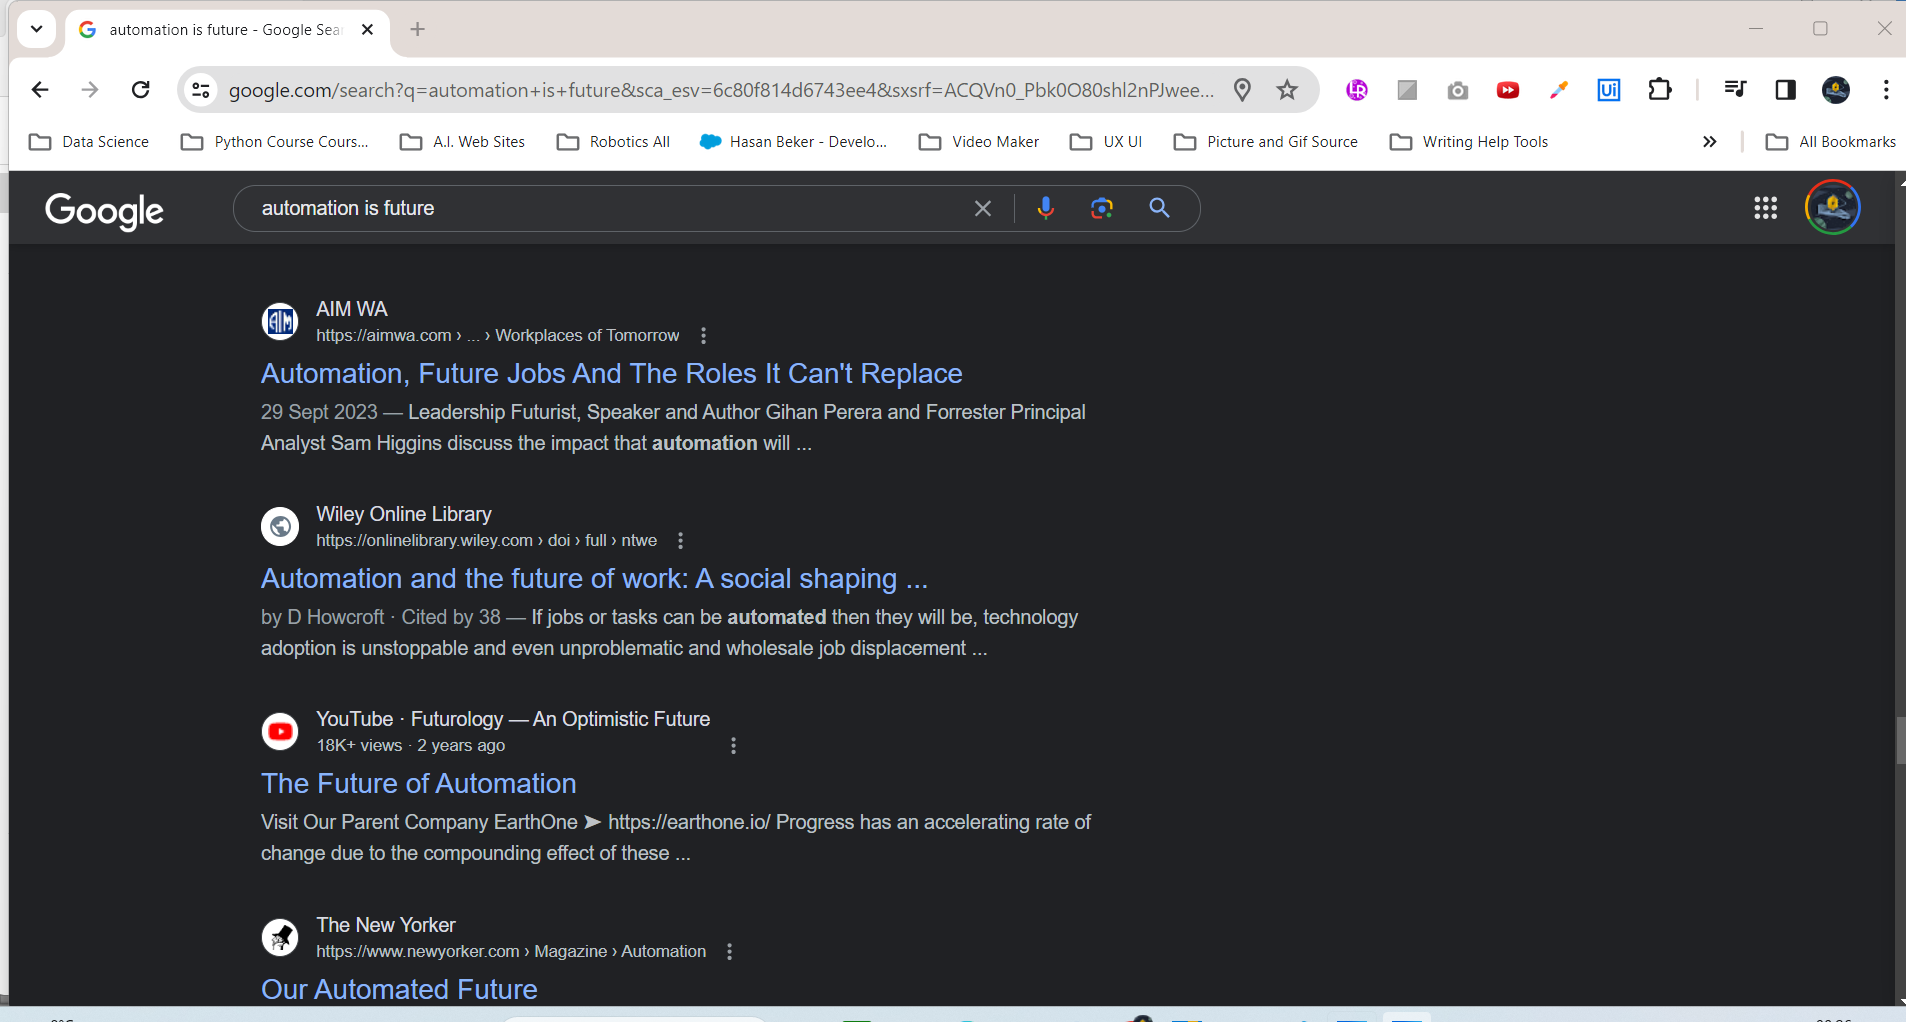 automation is future - Google Sea
google.com/search?q=automation+is+future&sca_esv=6c80f814d6743ee4&sxsrf=ACQVn0_Pbk0O80shl2nPJwee...
Data Science
Python Course Cours...
A.I. Web Sites
Robotics All
Hasan Beker - Develo...
Video Maker
UX UI
Picture and Gif Source
Writing Help Tools
All Bookmarks
Google
automation is future
AIM WA
https://aimwa.com › ... › Workplaces of Tomorrow
Automation, Future Jobs And The Roles It Can't Replace
29 Sept 2023 — Leadership Futurist, Speaker and Author Gihan Perera and Forrester Principal
Analyst Sam Higgins discuss the impact that automation will ...
Wiley Online Library
https://onlinelibrary.wiley.com › doi › full › ntwe
Automation and the future of work: A social shaping ...
by D Howcroft · Cited by 38 — If jobs or tasks can be automated then they will be, technology
adoption is unstoppable and even unproblematic and wholesale job displacement ...
YouTube · Futurology — An Optimistic Future
18K+ views · 2 years ago
The Future of Automation
Visit Our Parent Company EarthOne ➤ https://earthone.io/ Progress has an accelerating rate of
change due to the compounding effect of these ...
The New Yorker
https://www.newyorker.com › Magazine › Automation
Our Automated Future